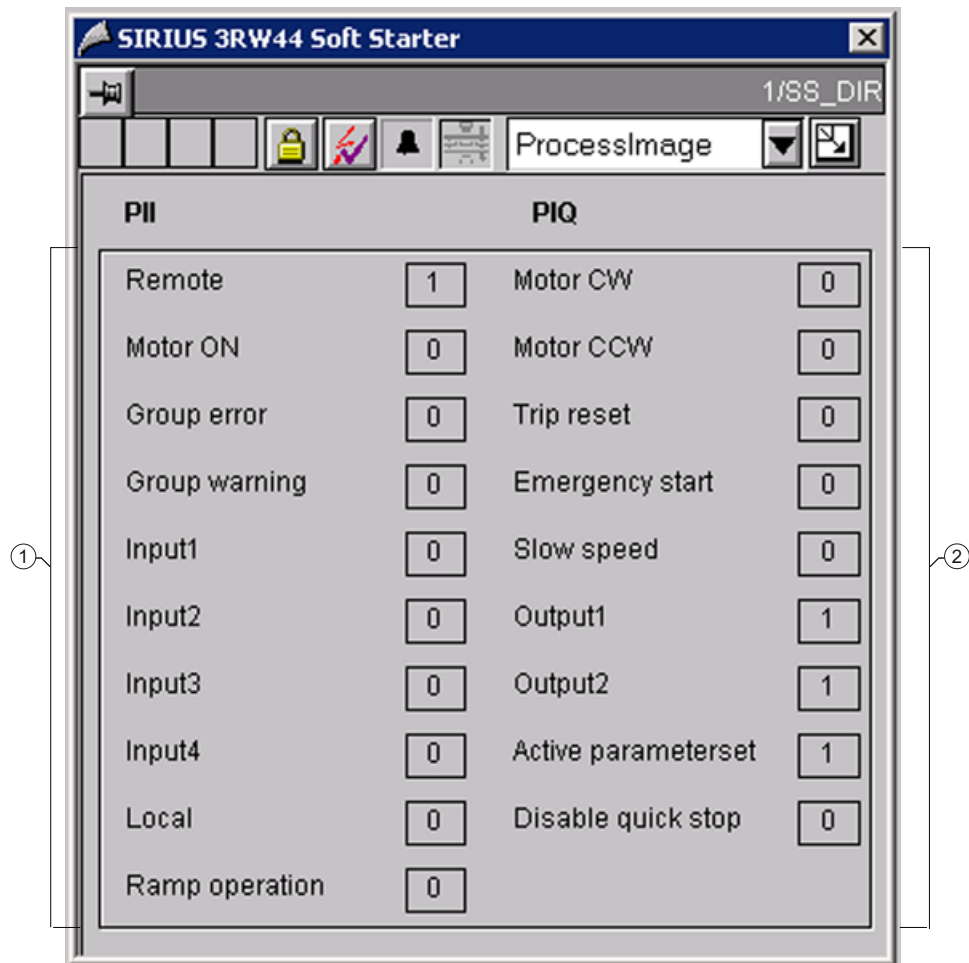 SIRIUS 3RW44 Soft Starter
1/SS_DIR
ProcessImage
PII PIQ
Remote 1 Motor CW 0
Motor ON 0 Motor CCW 0
Group error 0 Trip reset 0
Group warning 0 Emergency start 0
Input1 0 Slow speed 0
1 2
Input2 0 Output1 1
Input3 0 Output2 1
Input4 0 Active parameterset 1
Local 0 Disable quick stop 0
Ramp operation 0